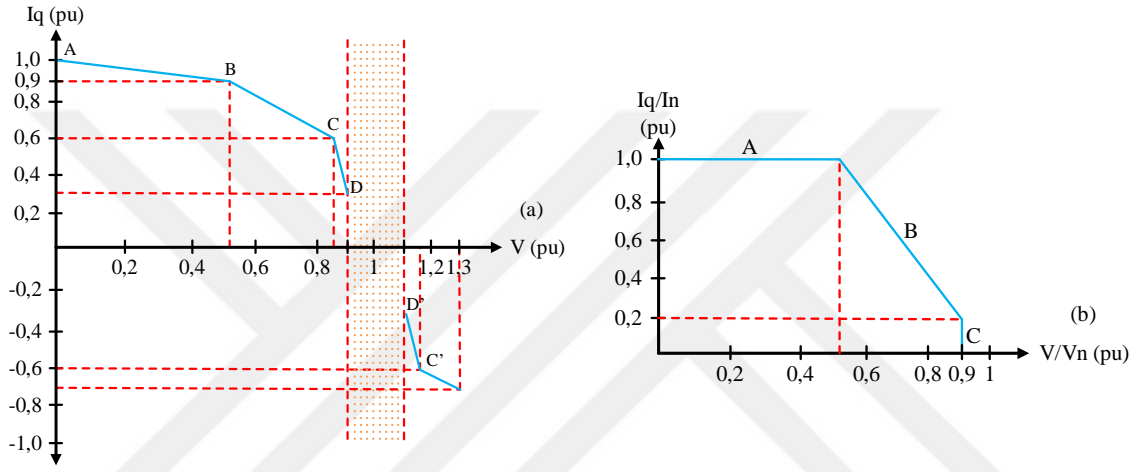 Iq (pu)
A
1,0
B
0,9
0,8
C
0,6
0,4
D
0,2
(a)
V (pu)
0,2 0,4 0,6 0,8 1 1,2 1,3
-0,2
D'
-0,4
C'
-0,6
-0,8
-1,0
Iq/In
(pu)
A
1,0
0,8
B
0,6
0,4
0,2
C
(b)
V/Vn (pu)
0,2 0,4 0,6 0,8 0,9 1